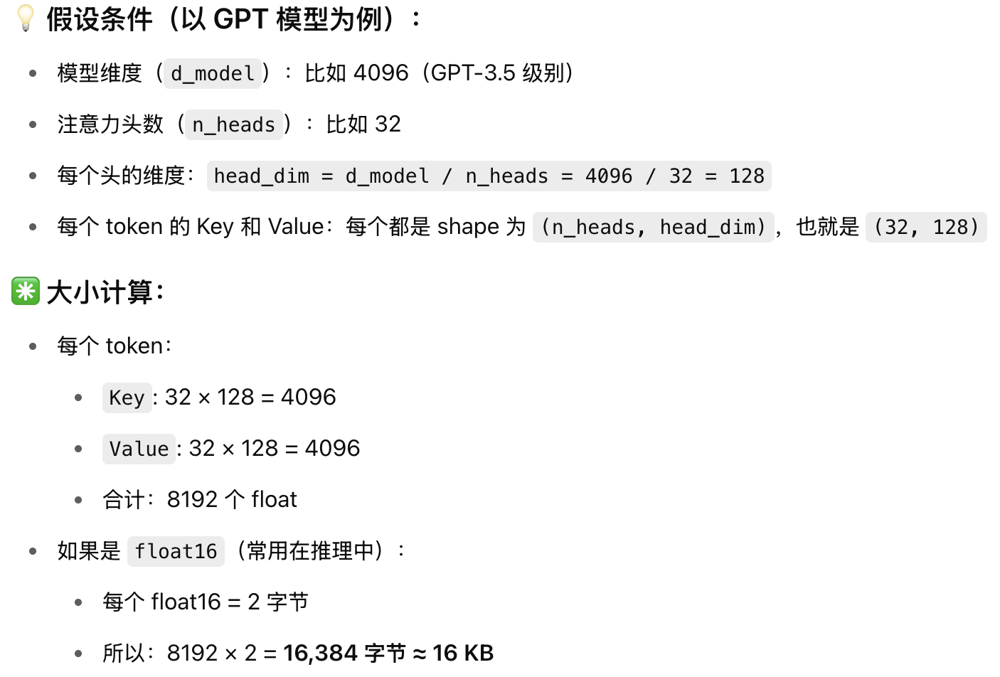 💡 假设条件（以 GPT 模型为例）：
• 模型维度（d_model）：比如 4096（GPT-3.5 级别）
• 注意力头数（n_heads）：比如 32
• 每个头的维度：head_dim = d_model / n_heads = 4096 / 32 = 128
• 每个 token 的 Key 和 Value：每个都是 shape 为 (n_heads, head_dim)，也就是 (32, 128)
✳️ 大小计算：
• 每个 token：
• Key: 32 × 128 = 4096
• Value: 32 × 128 = 4096
• 合计：8192 个 float
• 如果是 float16（常用在推理中）：
• 每个 float16 = 2 字节
• 所以：8192 × 2 = 16,384 字节 ≈ 16 KB